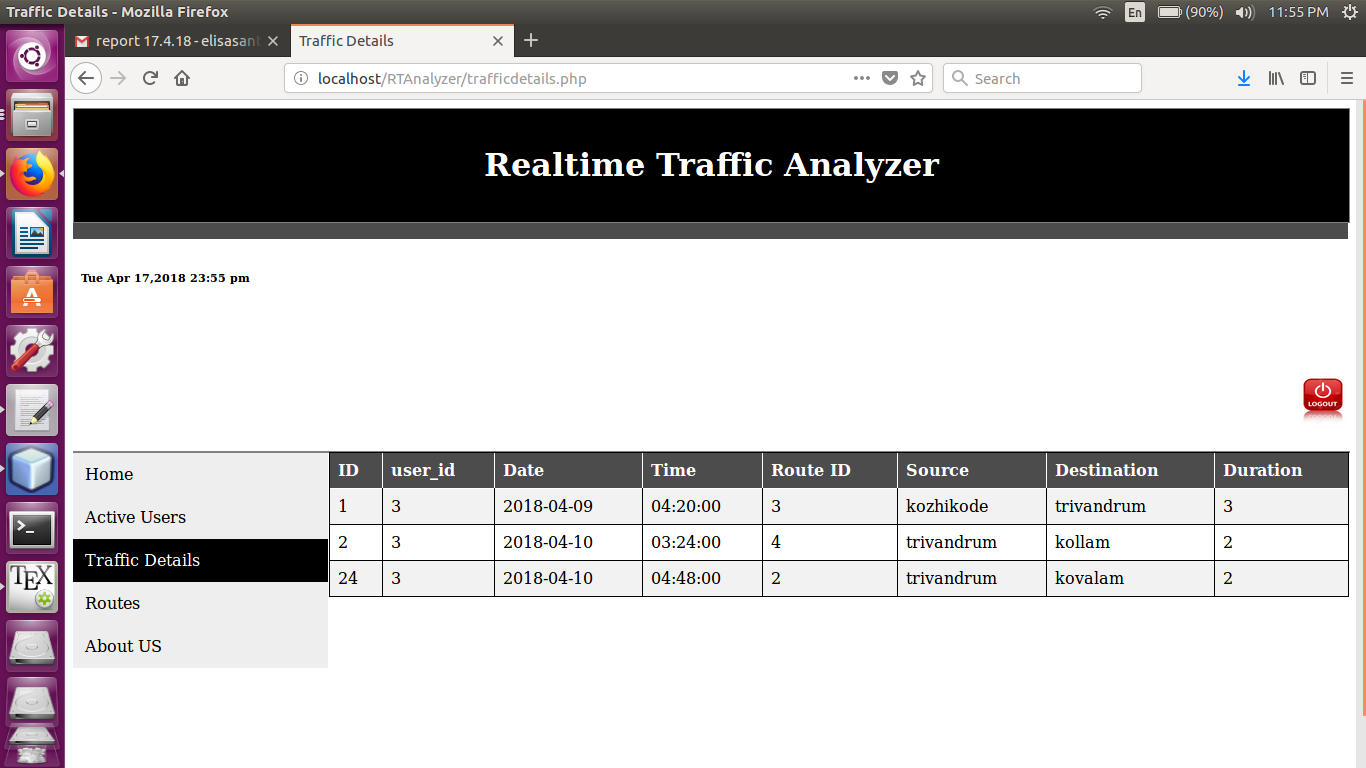 Traffic Details - Mozilla Firefox En (90%) 11:55 PM
report 17.4.18 - elisasant Traffic Details
localhost/RTAnalyzer/trafficdetails.php Search
Realtime Traffic Analyzer
Tue Apr 17,2018 23:55 pm
LOGOUT
Home
Active Users
Traffic Details
Routes
About US
ID user_id Date Time Route ID Source Destination Duration
1 3 2018-04-09 04:20:00 3 kozhikode trivandrum 3
2 3 2018-04-10 03:24:00 4 trivandrum kollam 2
24 3 2018-04-10 04:48:00 2 trivandrum kovalam 2
TEX